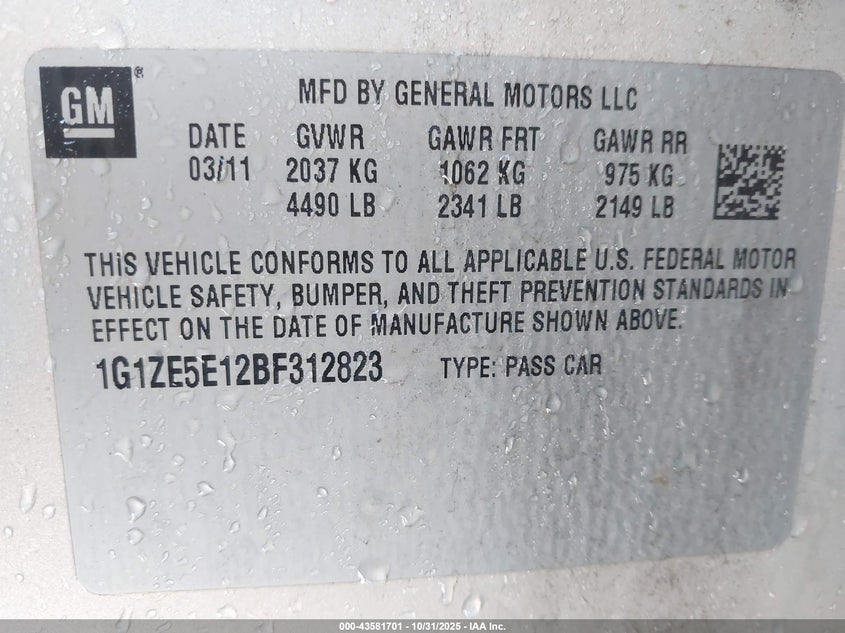 GM®
MFD BY GENERAL MOTORS LLC
DATE GVWR GAWR FRT GAWR RR
03/11 2037 KG 1062 KG 975 KG
4490 LB 2341 LB 2149 LB
THIS VEHICLE CONFORMS TO ALL APPLICABLE U.S. FEDERAL MOTOR
VEHICLE SAFETY, BUMPER, AND THEFT PREVENTION STANDARDS IN
EFFECT ON THE DATE OF MANUFACTURE SHOWN ABOVE.
1G1ZE5E12BF312823 TYPE: PASS CAR
000-43581701 - 10/31/2025 - IAA Inc.